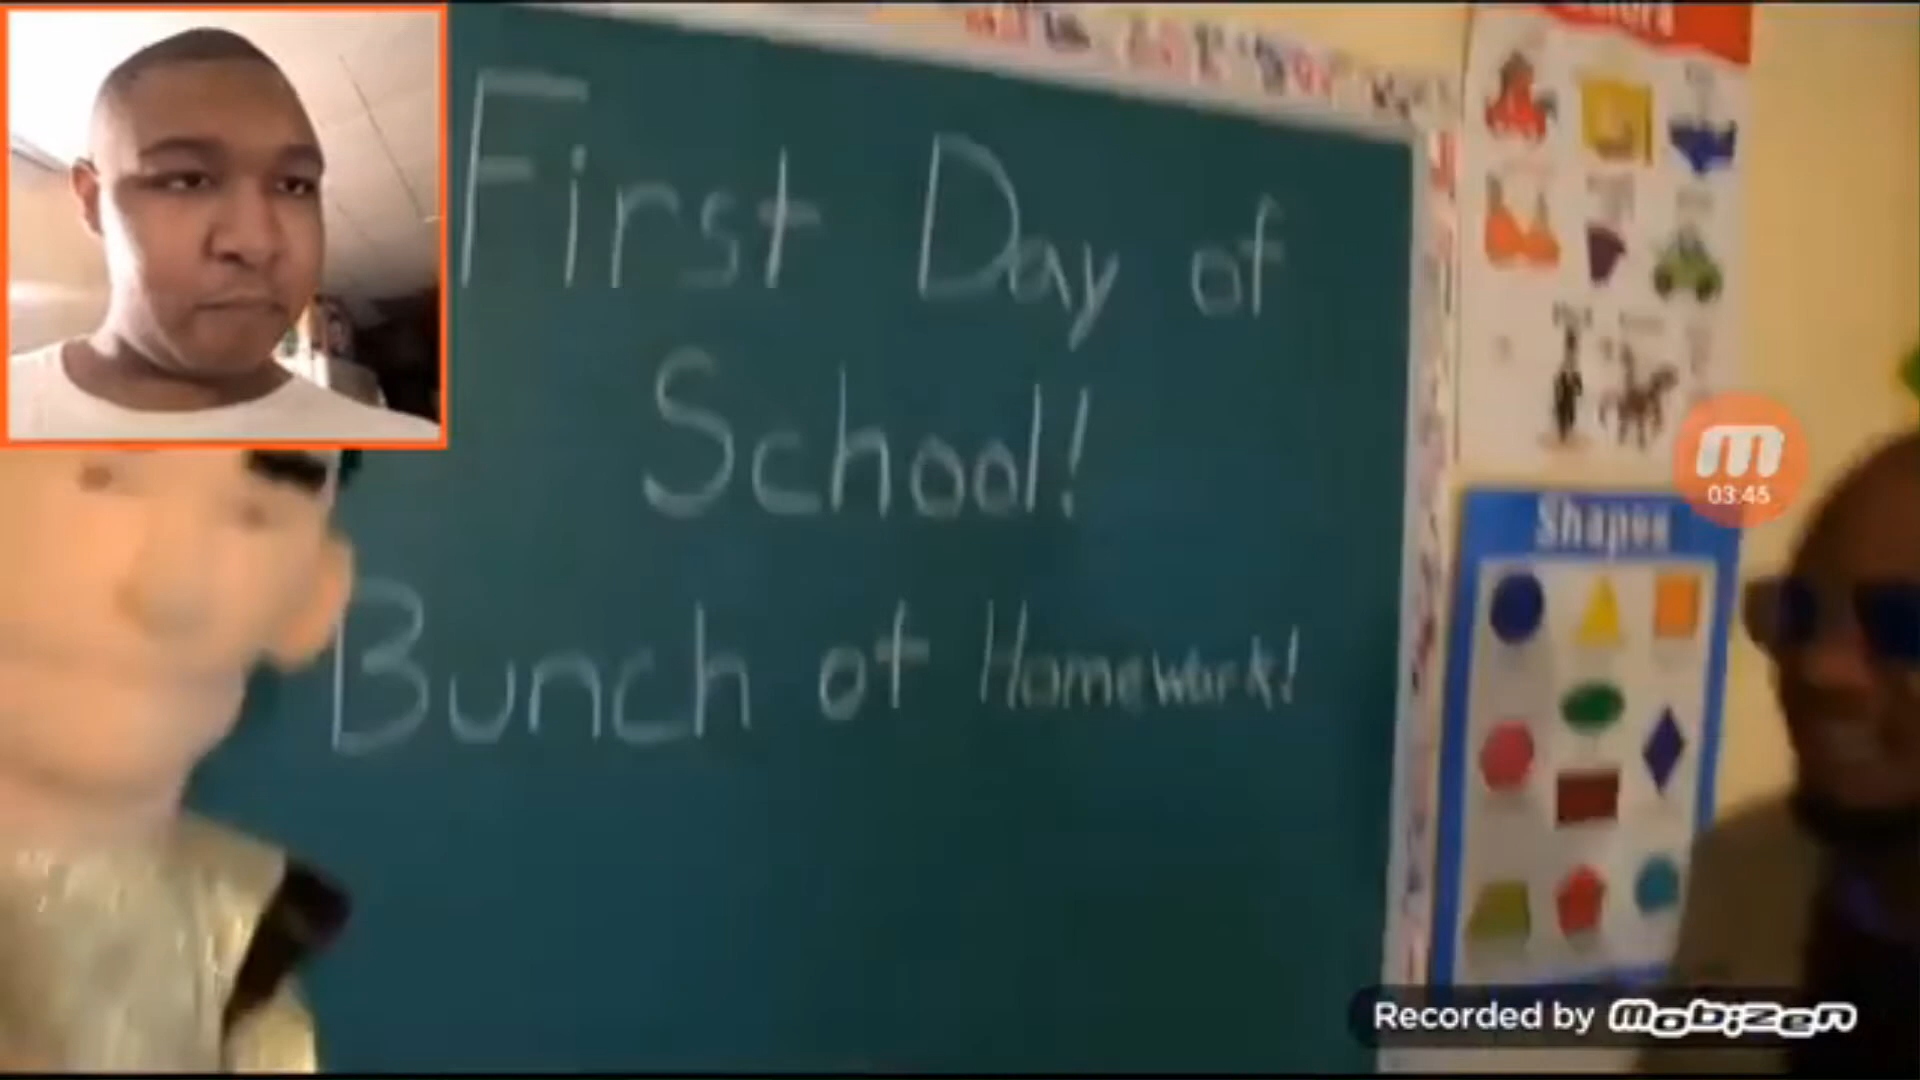 First Day of
School!
Bunch of Homework!
03:45
Shapes
Recorded by mobizen